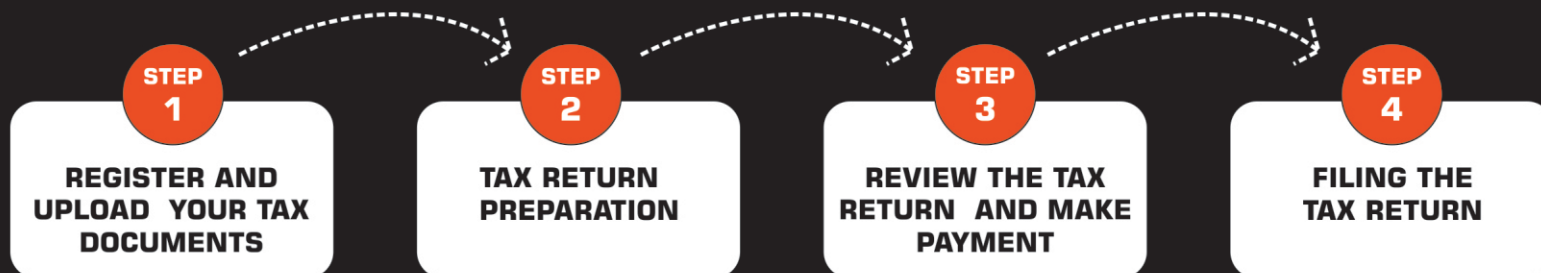 STEP
1
REGISTER AND
UPLOAD YOUR TAX
DOCUMENTS
STEP
2
TAX RETURN
PREPARATION
STEP
3
REVIEW THE TAX
RETURN AND MAKE
PAYMENT
STEP
4
FILING THE
TAX RETURN